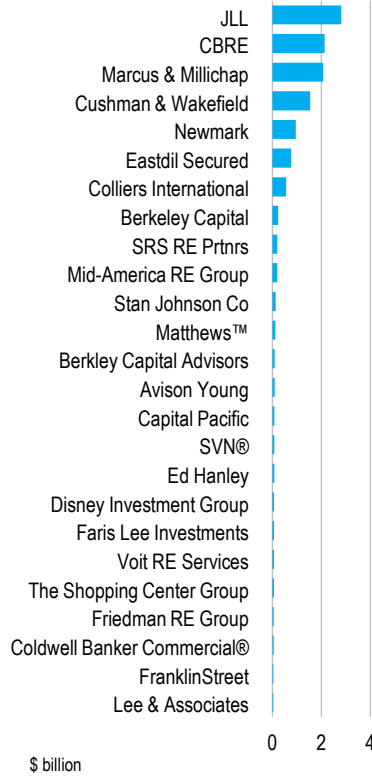 JLL
CBRE
Marcus & Millichap
Cushman & Wakefield
Newmark
Eastdil Secured
Colliers International
Berkeley Capital
SRS RE Prtnrs
Mid-America RE Group
Stan Johnson Co
Matthews™
Berkley Capital Advisors
Avison Young
Capital Pacific
SVN®
Ed Hanley
Disney Investment Group
Faris Lee Investments
Voit RE Services
The Shopping Center Group
Friedman RE Group
Coldwell Banker Commercial®
FranklinStreet
Lee & Associates
0 2 4
$ billion